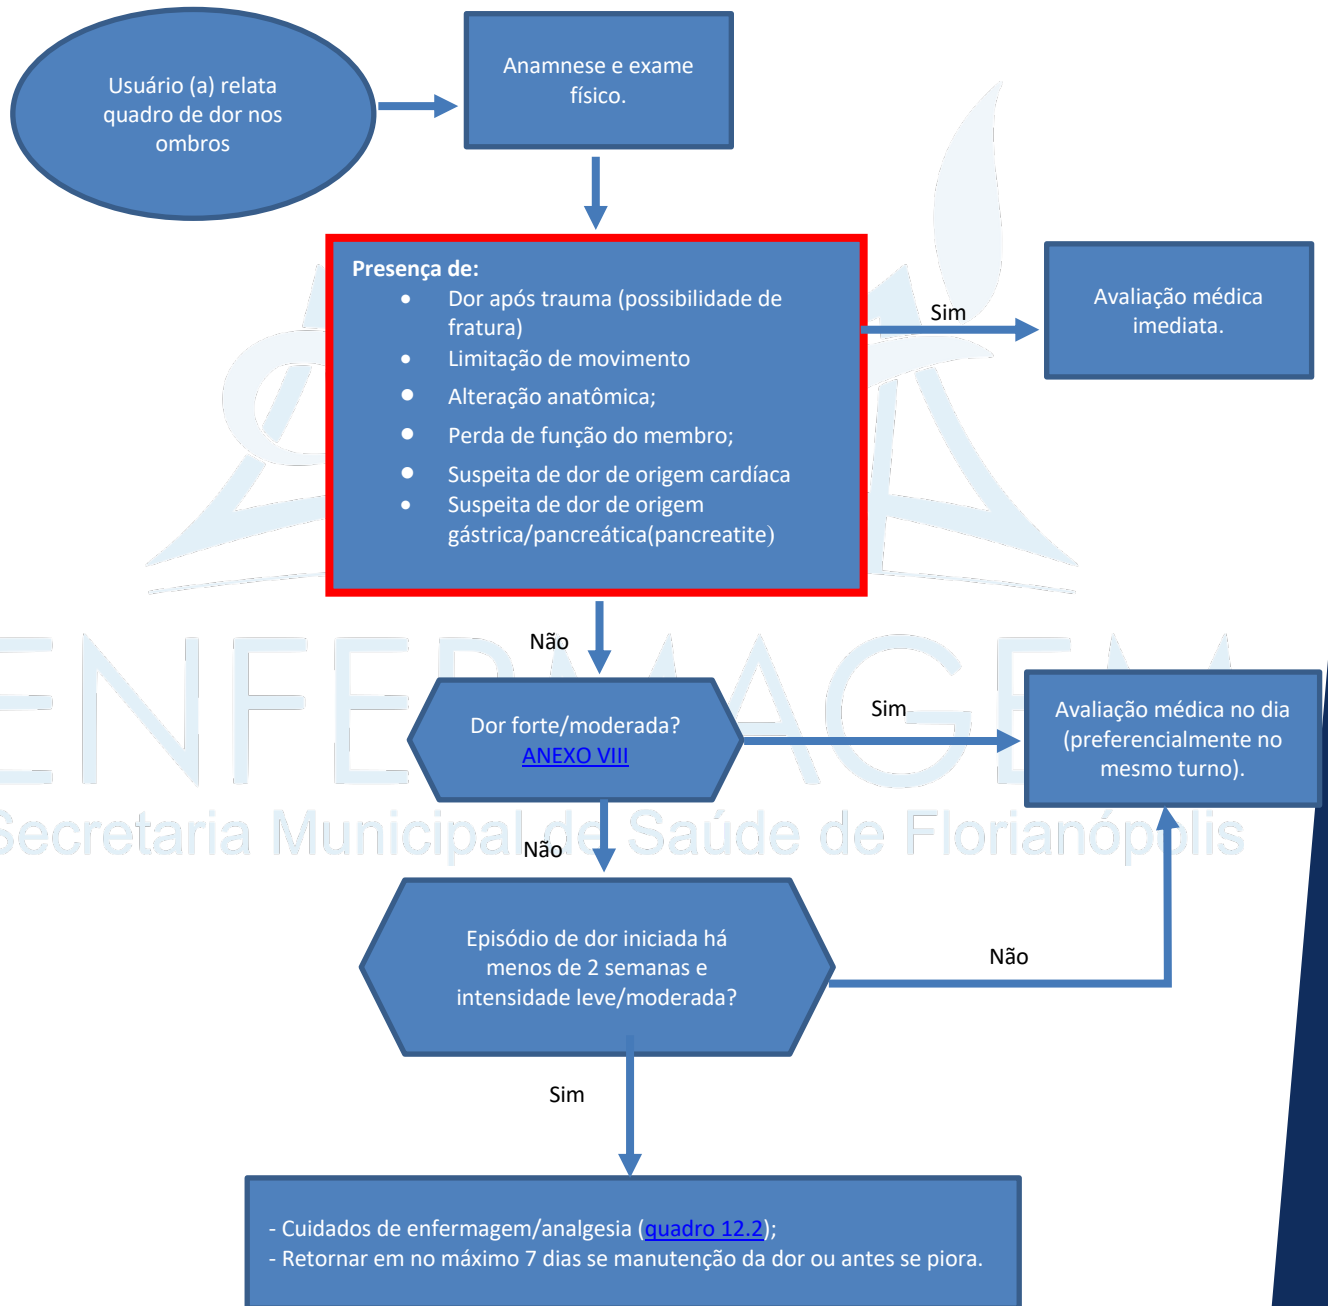 Usuário (a) relata
quadro de dor nos
ombros
Anamnese e exame
físico.
Presença de:
• Dor após trauma (possibilidade de
fratura)
• Limitação de movimento
• Alteração anatômica;
• Perda de função do membro;
• Suspeita de dor de origem cardíaca
• Suspeita de dor de origem
gástrica/pancreática(pancreatite)
Sim
Avaliação médica
imediata.
Não
Dor forte/moderada?
ANEXO VIII
Sim
Avaliação médica no dia
(preferencialmente no
mesmo turno).
Não
Episódio de dor iniciada há
menos de 2 semanas e
intensidade leve/moderada?
Não
Sim
- Cuidados de enfermagem/analgesia (quadro 12.2);
- Retornar em no máximo 7 dias se manutenção da dor ou antes se piora.
ENFERMAGEM
Secretaria Municipal de Saúde de Florianópolis